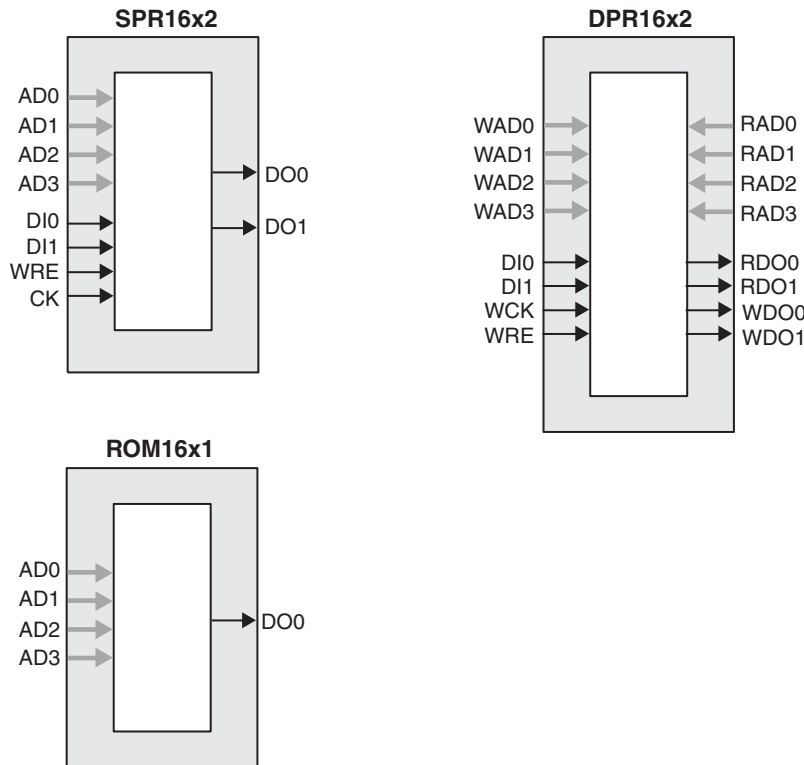 SPR16x2
AD0
AD1
AD2
AD3
DI0
DI1
WRE
CK
DO0
DO1
DPR16x2
WAD0
WAD1
WAD2
WAD3
DI0
DI1
WCK
WRE
RAD0
RAD1
RAD2
RAD3
RDO0
RDO1
WDO0
WDO1
ROM16x1
AD0
AD1
AD2
AD3
DO0